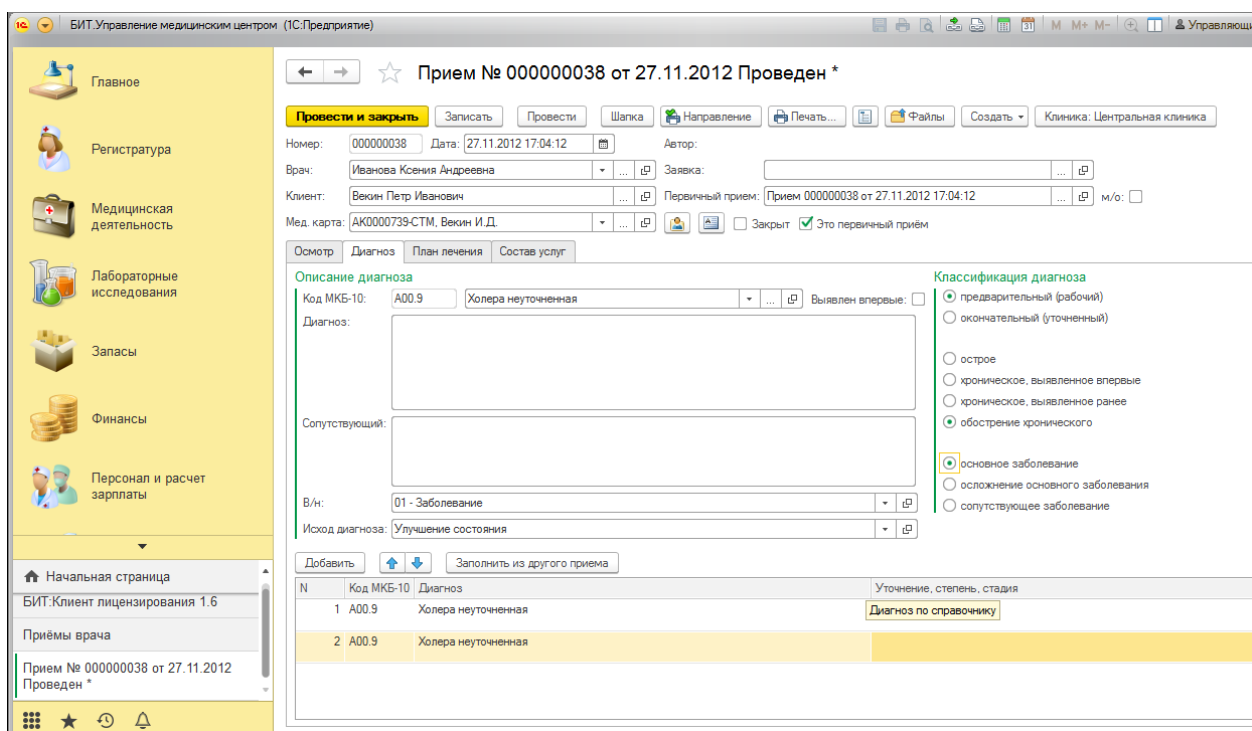 БИТ.Управление медицинским центром (1С:Предприятие)
M M+ M- Управляющи
Главное
Регистратура
Медицинская
деятельность
Лабораторные
исследования
Запасы
Финансы
Персонал и расчет
зарплаты
Начальная страница
БИТ:Клиент лицензирования 1.6
Приёмы врача
Прием № 000000038 от 27.11.2012
Проведен *
Прием № 000000038 от 27.11.2012 Проведен *
Провести и закрыть Записать Провести Шапка Направление Печать... Файлы Создать Клиника: Центральная клиника
Номер: 000000038 Дата: 27.11.2012 17:04:12 Автор:
Врач: Иванова Ксения Андреевна ... Заявка: ...
Клиент: Векин Петр Иванович ... Первичный прием: Прием 000000038 от 27.11.2012 17:04:12 ... м/о:
Мед. карта: АК0000739-СТМ, Векин И.Д. ... Закрыт Это первичный приём
Осмотр Диагноз План лечения Состав услуг
Описание диагноза
Код МКБ-10: A00.9 Холера неуточненная ... Выявлен впервые:
Диагноз:
Сопутствующий:
В/н: 01 - Заболевание
Исход диагноза: Улучшение состояния
Классификация диагноза
предварительный (рабочий)
окончательный (уточненный)
острое
хроническое, выявленное впервые
хроническое, выявленное ранее
обострение хронического
основное заболевание
осложнение основного заболевания
сопутствующее заболевание
Добавить Заполнить из другого приема
N Код МКБ-10 Диагноз Уточнение, степень, стадия
1 A00.9 Холера неуточненная
Диагноз по справочнику
2 A00.9 Холера неуточненная